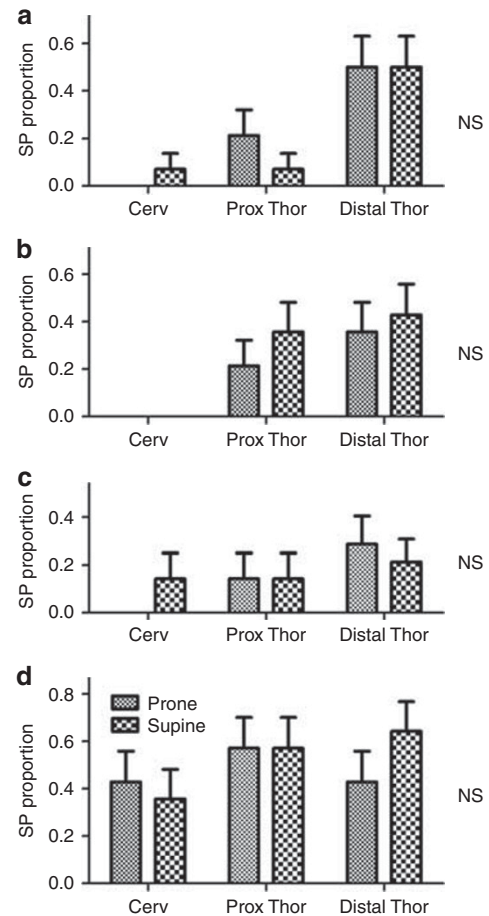 a
SP proportion
0.6
0.4
0.2
0.0
Cerv Prox Thor Distal Thor
NS
b
SP proportion
0.6
0.4
0.2
0.0
Cerv Prox Thor Distal Thor
NS
c
SP proportion
0.4
0.2
0.0
Cerv Prox Thor Distal Thor
NS
d
SP proportion
0.8
0.6
0.4
0.2
0.0
Prone
Supine
Cerv Prox Thor Distal Thor
NS